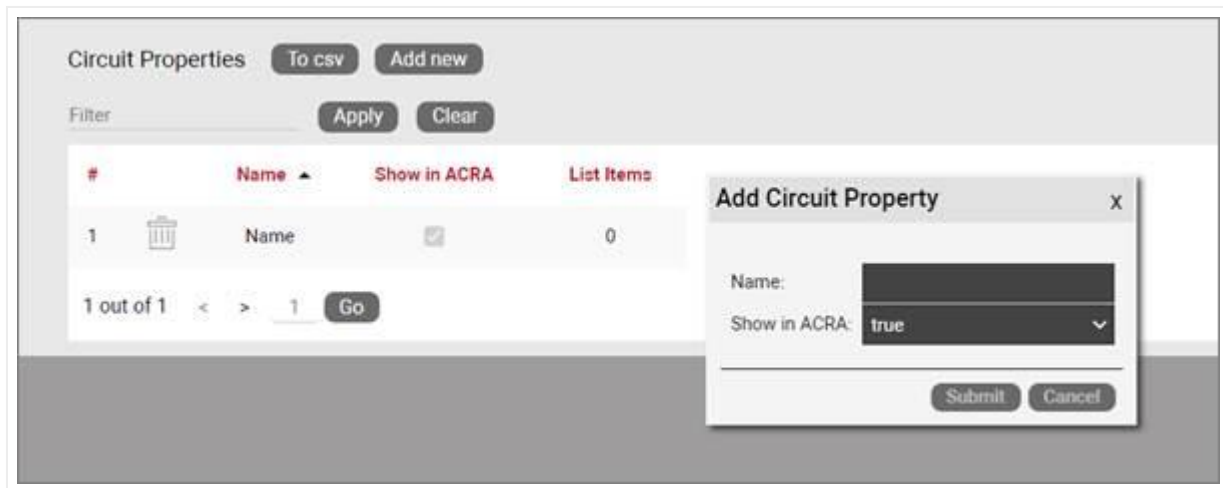 Circuit Properties To csv Add new
Filter Apply Clear
# Name ▲ Show in ACRA List Items
1 Name 0
1 out of 1 < > 1 Go
Add Circuit Property x
Name:
Show in ACRA: true
Submit Cancel